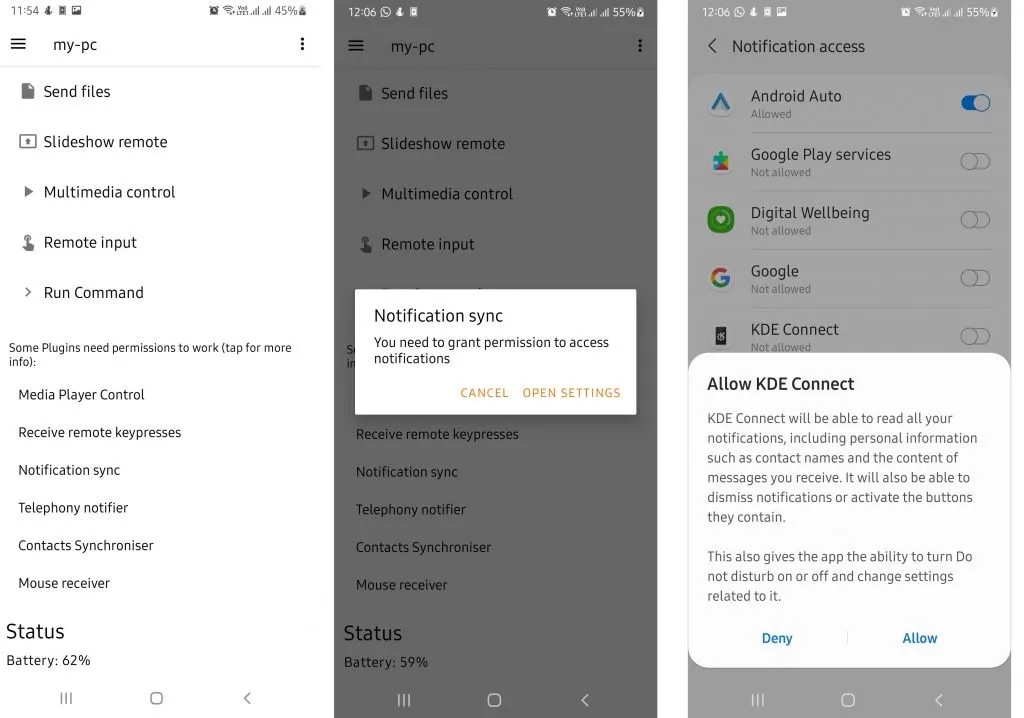 11:54
45%
my-pc
Send files
Slideshow remote
Multimedia control
Remote input
Run Command
Some Plugins need permissions to work (tap for more
info):
Media Player Control
Receive remote keypresses
Notification sync
Telephony notifier
Contacts Synchroniser
Mouse receiver
Status
Battery: 62%
12:06
55%
my-pc
Send files
Slideshow remote
Multimedia control
Remote input
Notification sync
You need to grant permission to access
notifications
CANCEL OPEN SETTINGS
Receive remote keypresses
Notification sync
Telephony notifier
Contacts Synchroniser
Mouse receiver
Status
Battery: 59%
12:06
55%
Notification access
Android Auto
Allowed
Google Play services
Not allowed
Digital Wellbeing
Not allowed
Google
Not allowed
KDE Connect
Not allowed
Allow KDE Connect
KDE Connect will be able to read all your
notifications, including personal information
such as contact names and the content of
messages you receive. It will also be able to
dismiss notifications or activate the buttons
they contain.
This also gives the app the ability to turn Do
not disturb on or off and change settings
related to it.
Deny Allow